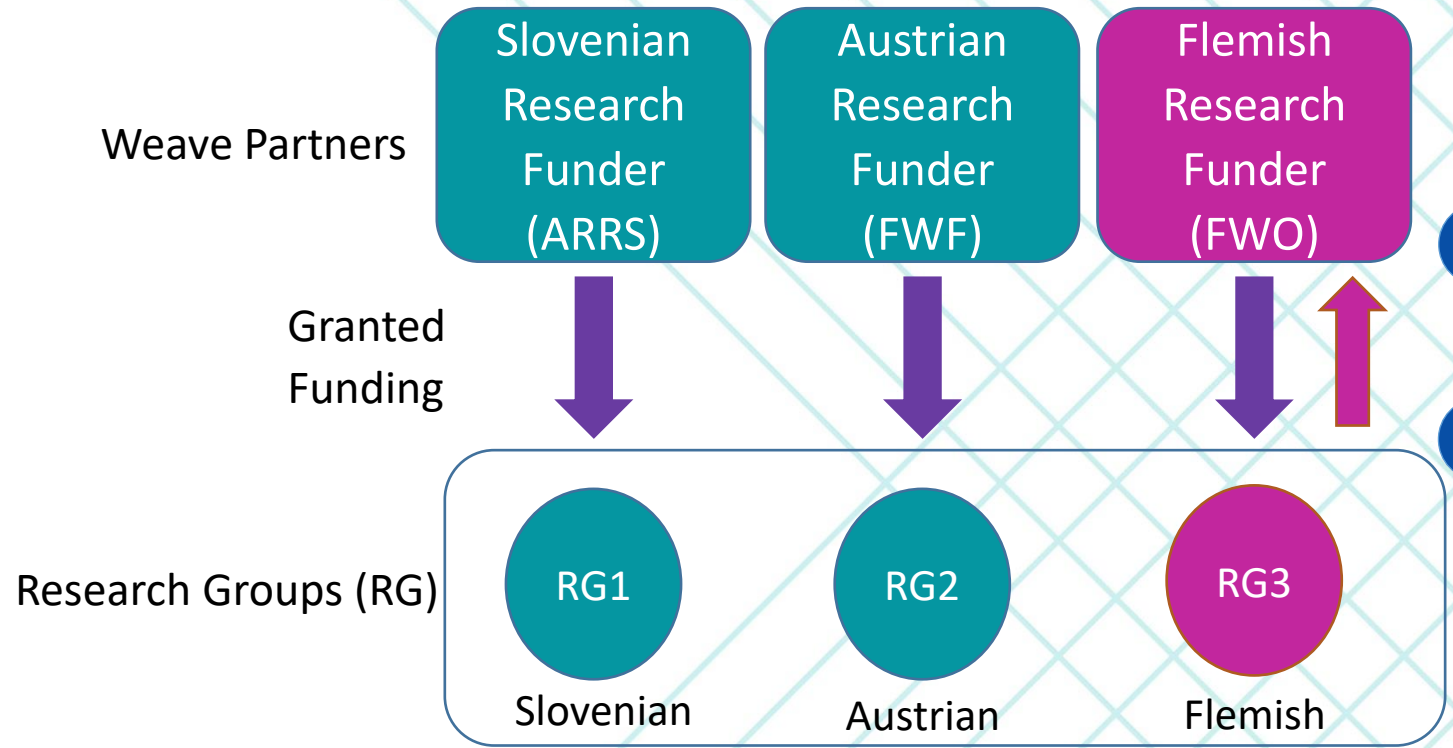 Slovenian
Research
Funder
(ARRS)
Austrian
Research
Funder
(FWF)
Flemish
Research
Funder
(FWO)
Weave Partners
Granted
Funding
Research Groups (RG)
RG1
RG2
RG3
Slovenian
Austrian
Flemish